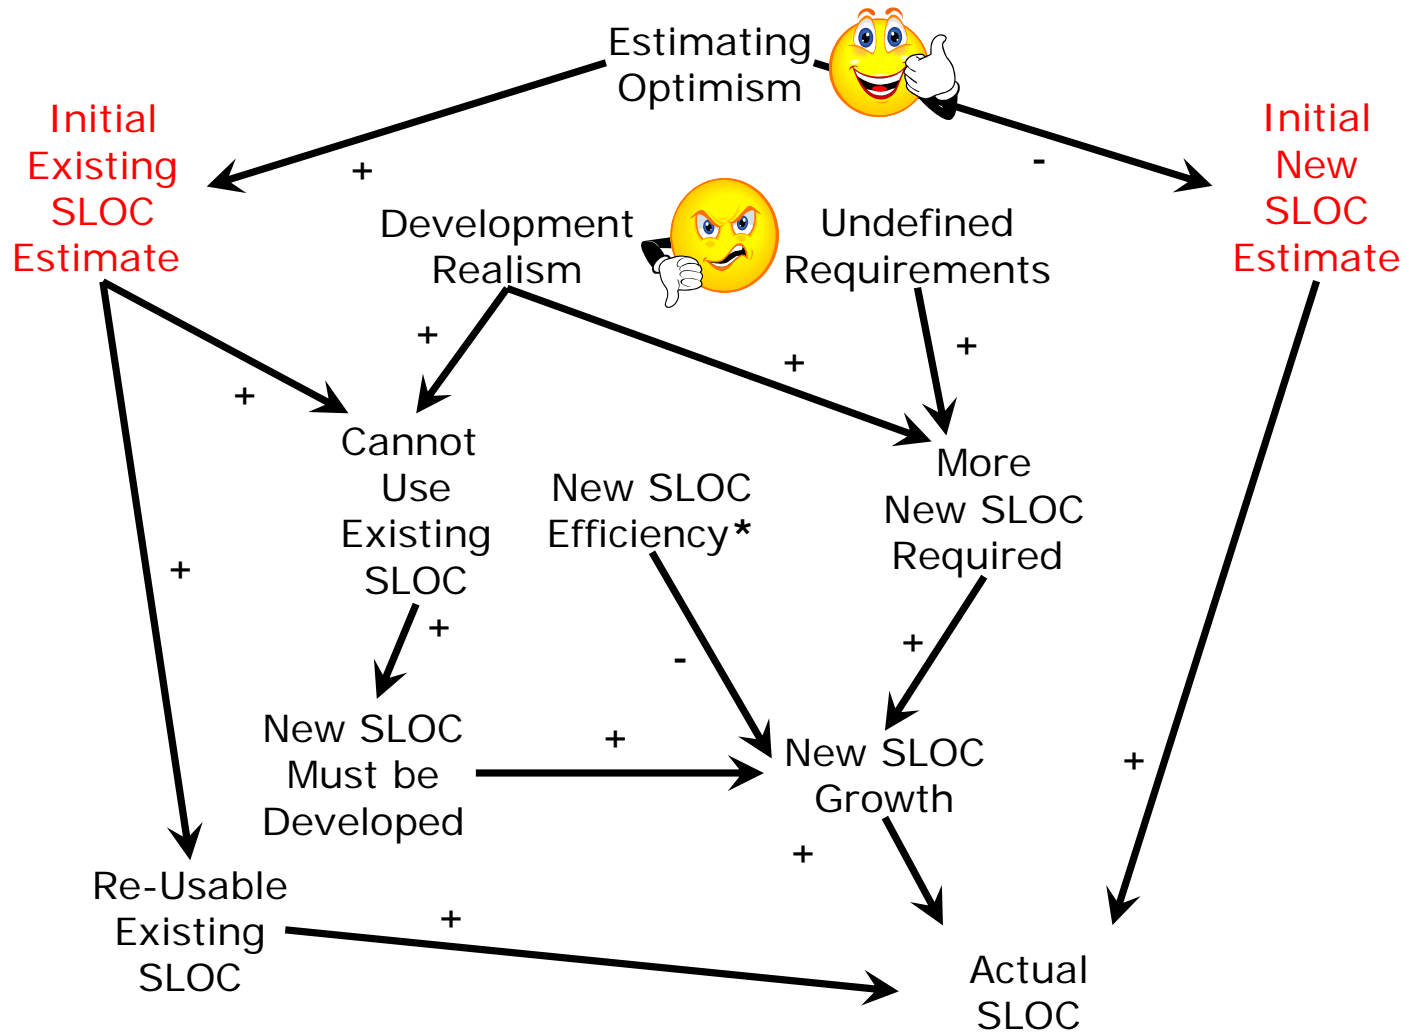 Estimating
Optimism
Initial
Existing
SLOC
Estimate
+
-
Initial
New
SLOC
Estimate
Development
Realism
Undefined
Requirements
+
+
+
+
Cannot
Use
Existing
SLOC
New SLOC
Efficiency*
More
New SLOC
Required
+
+
-
+
New SLOC
Must be
Developed
+
New SLOC
Growth
+
+
Re-Usable
Existing
SLOC
+
Actual
SLOC